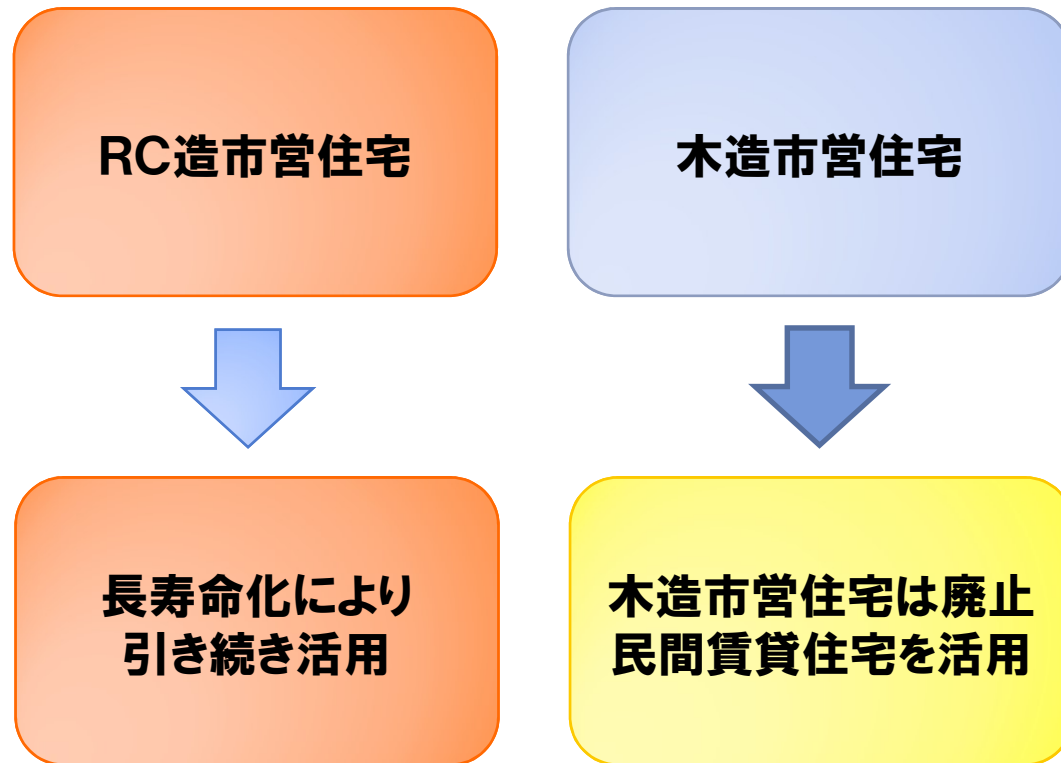 RC造市営住宅
木造市営住宅
長寿命化により
引き続き活用
木造市営住宅は廃止
民間賃貸住宅を活用